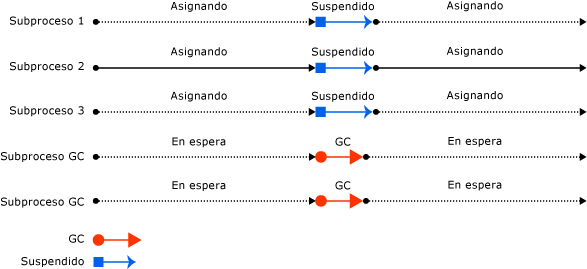 Asignando Suspendido Asignando
Subproceso 1
Asignando Suspendido Asignando
Subproceso 2
Asignando Suspendido Asignando
Subproceso 3
En espera GC En espera
Subproceso GC
En espera GC En espera
Subproceso GC
GC
Suspendido